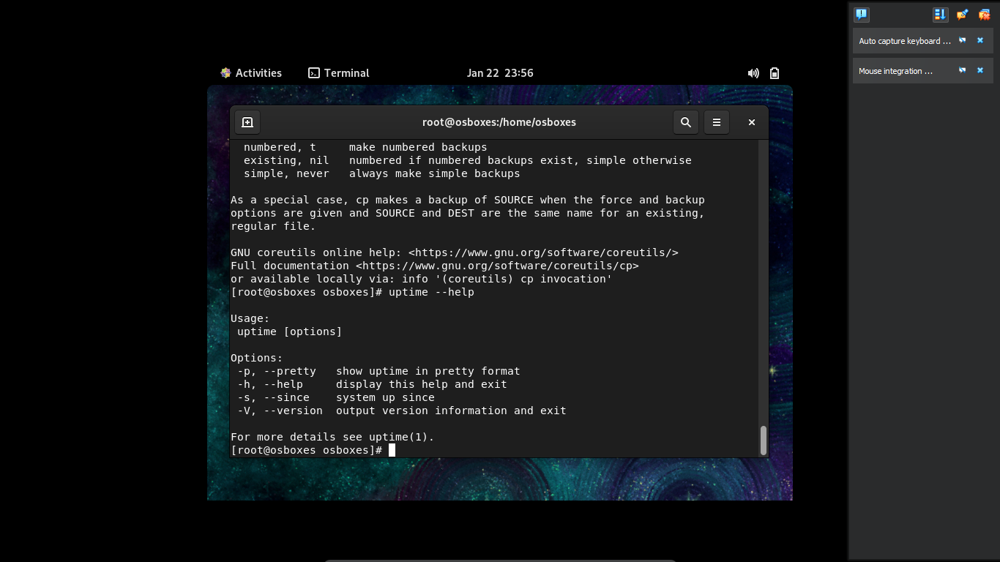 Activities
Terminal
Jan 22 23:56
root@osboxes:/home/osboxes
numbered, t     make numbered backups
existing, nil   numbered if numbered backups exist, simple otherwise
simple, never   always make simple backups
As a special case, cp makes a backup of SOURCE when the force and backup
options are given and SOURCE and DEST are the same name for an existing,
regular file.
GNU coreutils online help: <https://www.gnu.org/software/coreutils/>
Full documentation <https://www.gnu.org/software/coreutils/cp>
or available locally via: info '(coreutils) cp invocation'
[root@osboxes osboxes]# uptime --help
Usage:
uptime [options]
Options:
-p, --pretty   show uptime in pretty format
-h, --help     display this help and exit
-s, --since    system up since
-V, --version  output version information and exit
For more details see uptime(1).
[root@osboxes osboxes]#
Auto capture keyboard ...
Mouse integration ...